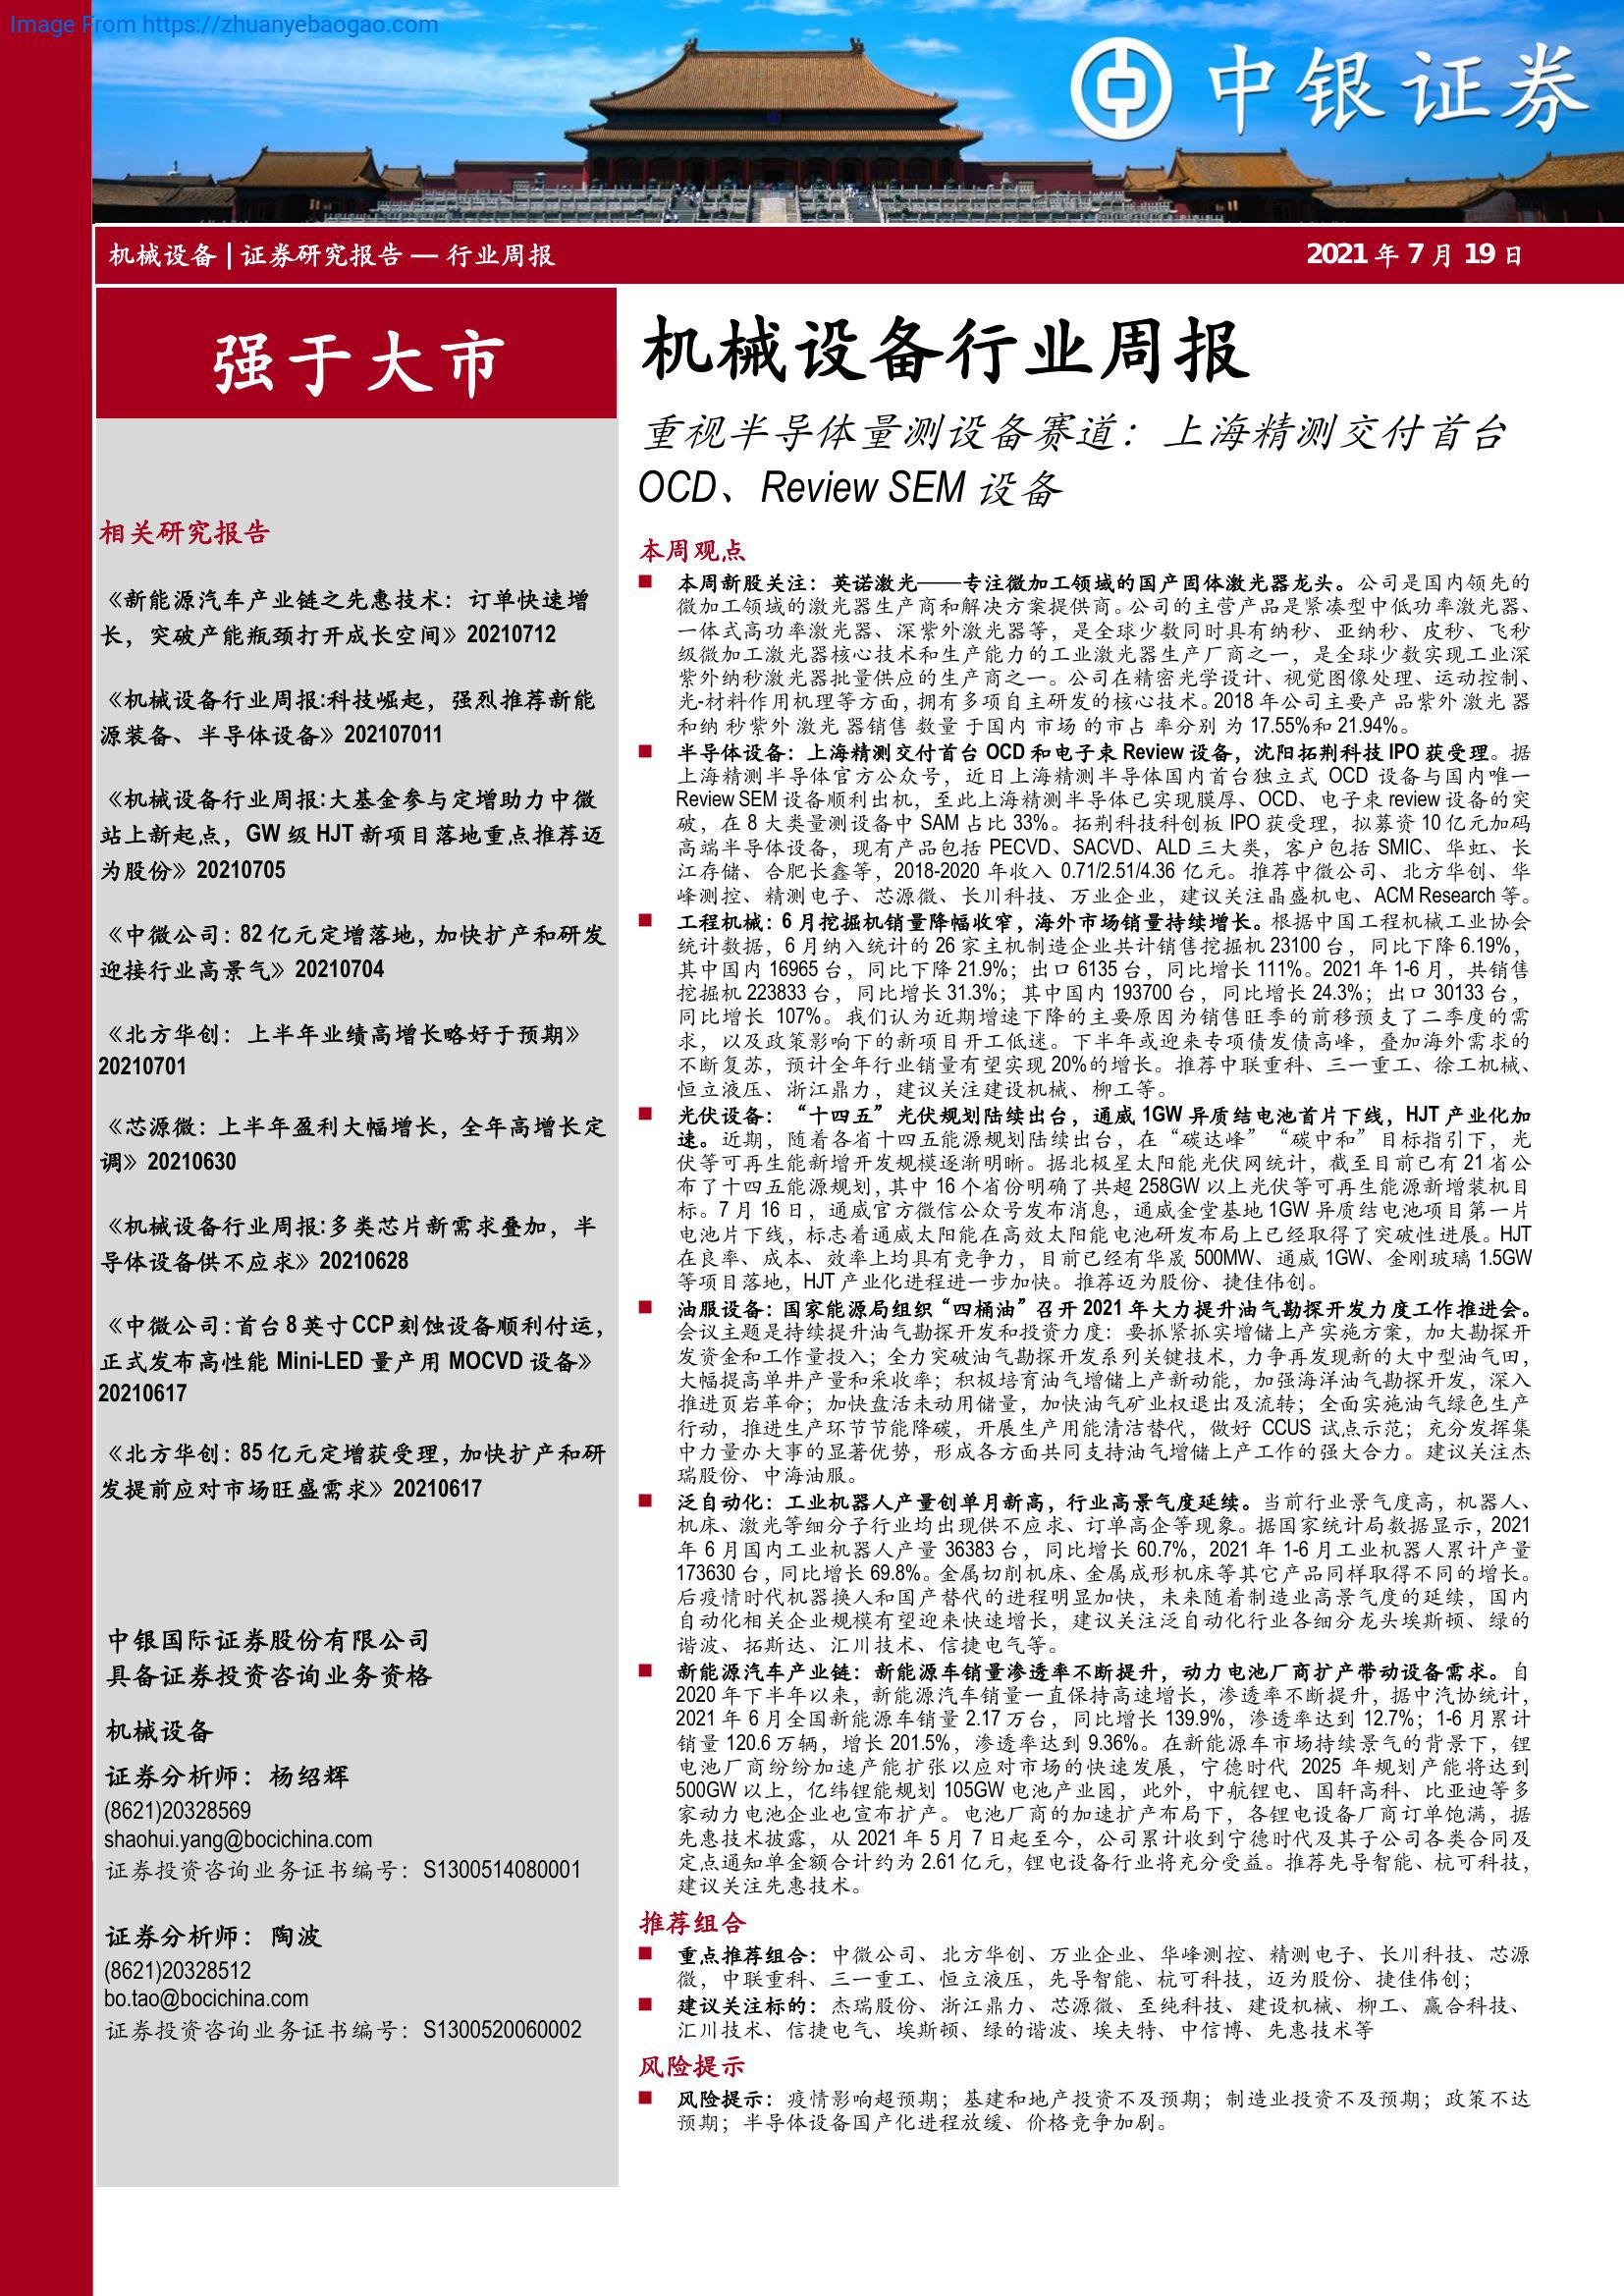 Image From https://zhuanyebaogao.com
中银证券
机械设备 | 证券研究报告 — 行业周报
2021 年 7 月 19 日
强于大市
相关研究报告
《新能源汽车产业链之先惠技术：订单快速增
长，突破产能瓶颈打开成长空间》20210712
《机械设备行业周报:科技崛起，强烈推荐新能
源装备、半导体设备》202107011
《机械设备行业周报:大基金参与定增助力中微
站上新起点，GW 级 HJT 新项目落地重点推荐迈
为股份》20210705
《中微公司：82 亿元定增落地，加快扩产和研发
迎接行业高景气》20210704
《北方华创：上半年业绩高增长略好于预期》
20210701
《芯源微：上半年盈利大幅增长，全年高增长定
调》20210630
《机械设备行业周报:多类芯片新需求叠加，半
导体设备供不应求》20210628
《中微公司：首台 8 英寸 CCP 刻蚀设备顺利付运，
正式发布高性能 Mini-LED 量产用 MOCVD 设备》
20210617
《北方华创：85 亿元定增获受理，加快扩产和研
发提前应对市场旺盛需求》20210617
中银国际证券股份有限公司
具备证券投资咨询业务资格
机械设备
证券分析师：杨绍辉
(8621)20328569
shaohui.yang@bocichina.com
证券投资咨询业务证书编号：S1300514080001
证券分析师：陶波
(8621)20328512
bo.tao@bocichina.com
证券投资咨询业务证书编号：S1300520060002
机械设备行业周报
重视半导体量测设备赛道：上海精测交付首台
OCD、Review SEM 设备
本周观点
■ 本周新股关注：英诺激光——专注微加工领域的国产固体激光器龙头。公司是国内领先的
微加工领域的激光器生产商和解决方案提供商。公司的主营产品是紧凑型中低功率激光器、
一体式高功率激光器、深紫外激光器等，是全球少数同时具有纳秒、亚纳秒、皮秒、飞秒
级微加工激光器核心技术和生产能力的工业激光器生产厂商之一，是全球少数实现工业深
紫外纳秒激光器批量供应的生产商之一。公司在精密光学设计、视觉图像处理、运动控制、
光-材料作用机理等方面，拥有多项自主研发的核心技术。2018 年公司主要产品紫外激光器
和纳秒紫外激光器销售数量于国内市场的市占率分别为 17.55%和 21.94%。
■ 半导体设备：上海精测交付首台 OCD 和电子束 Review 设备，沈阳拓荆科技 IPO 获受理。据
上海精测半导体官方公众号，近日上海精测半导体国内首台独立式 OCD 设备与国内唯一
Review SEM 设备顺利出机，至此上海精测半导体已实现膜厚、OCD、电子束 review 设备的突
破，在 8 大类量测设备中 SAM 占比 33%。拓荆科技科创板 IPO 获受理，拟募资 10 亿元加码
高端半导体设备，现有产品包括 PECVD、SACVD、ALD 三大类，客户包括 SMIC、华虹、长
江存储、合肥长鑫等，2018-2020 年收入 0.71/2.51/4.36 亿元。推荐中微公司、北方华创、华
峰测控、精测电子、芯源微、长川科技、万业企业，建议关注晶盛机电、ACM Research 等。
■ 工程机械：6 月挖掘机销量降幅收窄，海外市场销量持续增长。根据中国工程机械工业协会
统计数据，6 月纳入统计的 26 家主机制造企业共计销售挖掘机 23100 台，同比下降 6.19%，
其中国内 16965 台，同比下降 21.9%；出口 6135 台，同比增长 111%。2021 年 1-6 月，共销售
挖掘机 223833 台，同比增长 31.3%；其中国内 193700 台，同比增长 24.3%；出口 30133 台，
同比增长 107%。我们认为近期增速下降的主要原因为销售旺季的前移预支了二季度的需
求，以及政策影响下的新项目开工低迷。下半年或迎来专项债发债高峰，叠加海外需求的
不断复苏，预计全年行业销量有望实现 20%的增长。推荐中联重科、三一重工、徐工机械、
恒立液压、浙江鼎力，建议关注建设机械、柳工等。
■ 光伏设备：“十四五”光伏规划陆续出台，通威 1GW 异质结电池首片下线，HJT 产业化加
速。近期，随着各省十四五能源规划陆续出台，在“碳达峰”“碳中和”目标指引下，光
伏等可再生能新增开发规模逐渐明晰。据北极星太阳能光伏网统计，截至目前已有 21 省公
布了十四五能源规划，其中 16 个省份明确了共超 258GW 以上光伏等可再生能源新增装机目
标。7 月 16 日，通威官方微信公众号发布消息，通威金堂基地 1GW 异质结电池项目第一片
电池片下线，标志着通威太阳能在高效太阳能电池研发布局上已经取得了突破性进展。HJT
在良率、成本、效率上均具有竞争力，目前已经有华晟 500MW、通威 1GW、金刚玻璃 1.5GW
等项目落地，HJT 产业化进程进一步加快。推荐迈为股份、捷佳伟创。
■ 油服设备：国家能源局组织“四桶油”召开 2021 年大力提升油气勘探开发力度工作推进会。
会议主题是持续提升油气勘探开发和投资力度：要抓紧抓实增储上产实施方案，加大勘探开
发资金和工作量投入；全力突破油气勘探开发系列关键技术，力争再发现新的大中型油气田，
大幅提高单井产量和采收率；积极培育油气增储上产新动能，加强海洋油气勘探开发，深入
推进页岩革命；加快盘活未动用储量，加快油气矿业权退出及流转；全面实施油气绿色生产
行动，推进生产环节节能降碳，开展生产用能清洁替代，做好 CCUS 试点示范；充分发挥集
中力量办大事的显著优势，形成各方面共同支持油气增储上产工作的强大合力。建议关注杰
瑞股份、中海油服。
■ 泛自动化：工业机器人产量创单月新高，行业高景气度延续。当前行业景气度高，机器人、
机床、激光等细分子行业均出现供不应求、订单高企等现象。据国家统计局数据显示，2021
年 6 月国内工业机器人产量 36383 台，同比增长 60.7%，2021 年 1-6 月工业机器人累计产量
173630 台，同比增长 69.8%。金属切削机床、金属成形机床等其它产品同样取得不同的增长。
后疫情时代机器换人和国产替代的进程明显加快，未来随着制造业高景气度的延续，国内
自动化相关企业规模有望迎来快速增长，建议关注泛自动化行业各细分龙头埃斯顿、绿的
谐波、拓斯达、汇川技术、信捷电气等。
■ 新能源汽车产业链：新能源车销量渗透率不断提升，动力电池厂商扩产带动设备需求。自
2020 年下半年以来，新能源汽车销量一直保持高速增长，渗透率不断提升，据中汽协统计，
2021 年 6 月全国新能源车销量 2.17 万台，同比增长 139.9%，渗透率达到 12.7%；1-6 月累计
销量 120.6 万辆，增长 201.5%，渗透率达到 9.36%。在新能源车市场持续景气的背景下，锂
电池厂商纷纷加速产能扩张以应对市场的快速发展，宁德时代 2025 年规划产能将达到
500GW 以上，亿纬锂能规划 105GW 电池产业园，此外，中航锂电、国轩高科、比亚迪等多
家动力电池企业也宣布扩产。电池厂商的加速扩产布局下，各锂电设备厂商订单饱满，据
先惠技术披露，从 2021 年 5 月 7 日起至今，公司累计收到宁德时代及其子公司各类合同及
定点通知单金额合计约为 2.61 亿元，锂电设备行业将充分受益。推荐先导智能、杭可科技，
建议关注先惠技术。
推荐组合
■ 重点推荐组合：中微公司、北方华创、万业企业、华峰测控、精测电子、长川科技、芯源
微，中联重科、三一重工、恒立液压，先导智能、杭可科技，迈为股份、捷佳伟创；
■ 建议关注标的：杰瑞股份、浙江鼎力、芯源微、至纯科技、建设机械、柳工、赢合科技、
汇川技术、信捷电气、埃斯顿、绿的谐波、埃夫特、中信博、先惠技术等
风险提示
■ 风险提示：疫情影响超预期；基建和地产投资不及预期；制造业投资不及预期；政策不达
预期；半导体设备国产化进程放缓、价格竞争加剧。